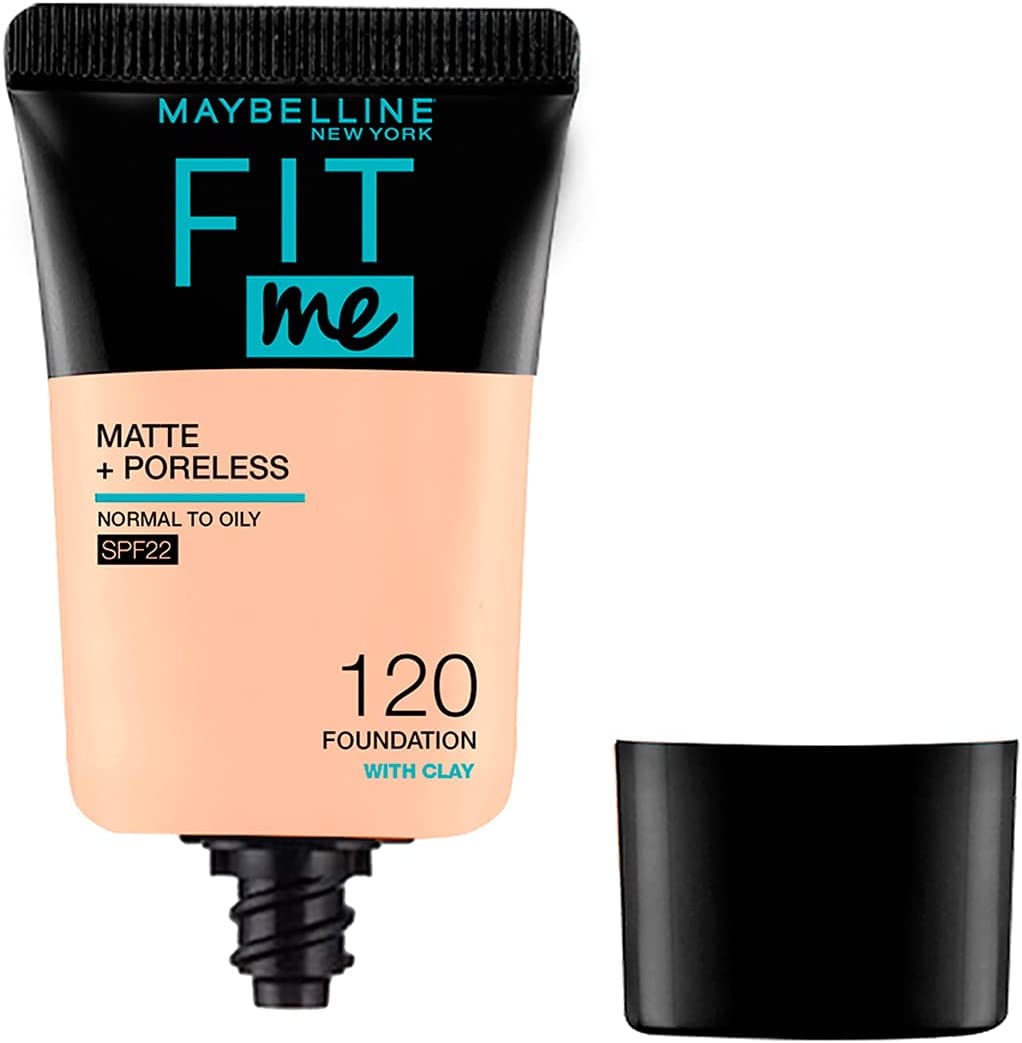 MAYBELLINE
NEW YORK
FIT
me
MATTE
+ PORELESS
NORMAL TO OILY
SPF22
120
FOUNDATION
WITH CLAY